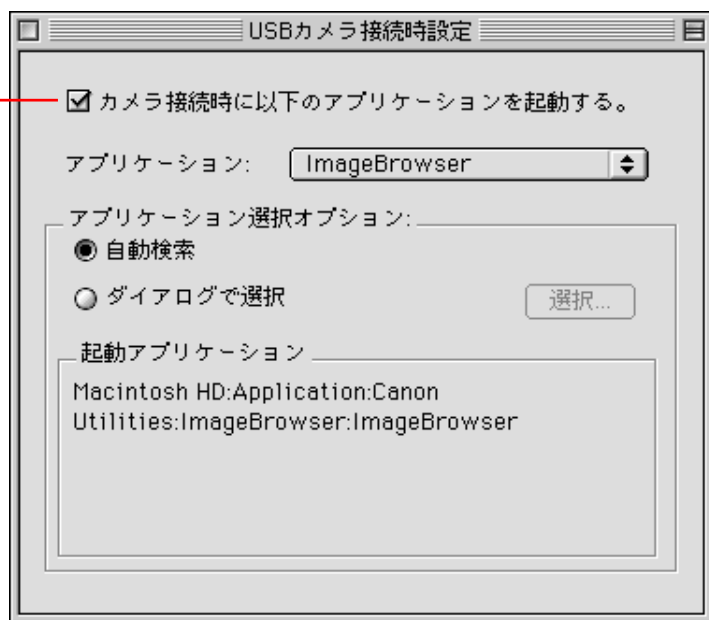 USBカメラ接続時設定
カメラ接続時に以下のアプリケーションを起動する。
アプリケーション: ImageBrowser
アプリケーション選択オプション:
自動検索
ダイアログで選択 選択...
起動アプリケーション
Macintosh HD:Application:Canon
Utilities:ImageBrowser:ImageBrowser